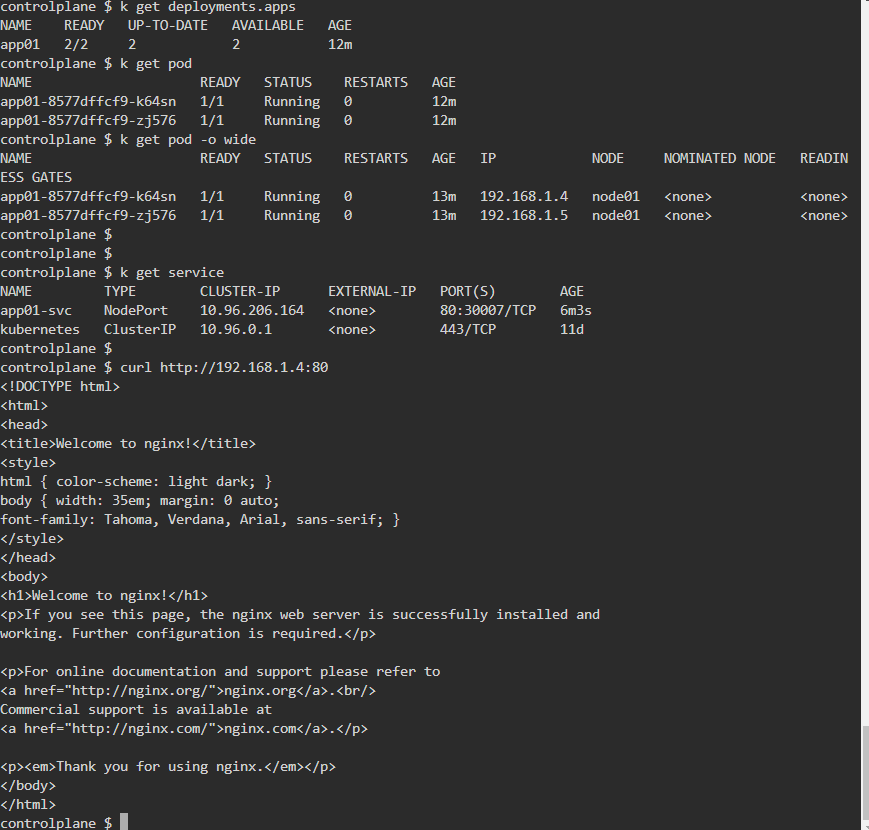 controlplane $ k get deployments.apps
NAME    READY   UP-TO-DATE   AVAILABLE   AGE
app01   2/2     2            2           12m
controlplane $ k get pod
NAME                     READY   STATUS    RESTARTS   AGE
app01-8577dffcf9-k64sn   1/1     Running   0          12m
app01-8577dffcf9-zj576   1/1     Running   0          12m
controlplane $ k get pod -o wide
NAME                     READY   STATUS    RESTARTS   AGE   IP            NODE     NOMINATED NODE   READIN
ESS GATES
app01-8577dffcf9-k64sn   1/1     Running   0          13m   192.168.1.4   node01   <none>           <none>
app01-8577dffcf9-zj576   1/1     Running   0          13m   192.168.1.5   node01   <none>           <none>
controlplane $
controlplane $
controlplane $ k get service
NAME         TYPE        CLUSTER-IP      EXTERNAL-IP   PORT(S)        AGE
app01-svc    NodePort    10.96.206.164   <none>        80:30007/TCP   6m3s
kubernetes   ClusterIP   10.96.0.1       <none>        443/TCP        11d
controlplane $
controlplane $ curl http://192.168.1.4:80
<!DOCTYPE html>
<html>
<head>
<title>Welcome to nginx!</title>
<style>
html { color-scheme: light dark; }
body { width: 35em; margin: 0 auto;
font-family: Tahoma, Verdana, Arial, sans-serif; }
</style>
</head>
<body>
<h1>Welcome to nginx!</h1>
<p>If you see this page, the nginx web server is successfully installed and
working. Further configuration is required.</p>

<p>For online documentation and support please refer to
<a href="http://nginx.org/">nginx.org</a>.<br/>
Commercial support is available at
<a href="http://nginx.com/">nginx.com</a>.</p>

<p><em>Thank you for using nginx.</em></p>
</body>
</html>
controlplane $